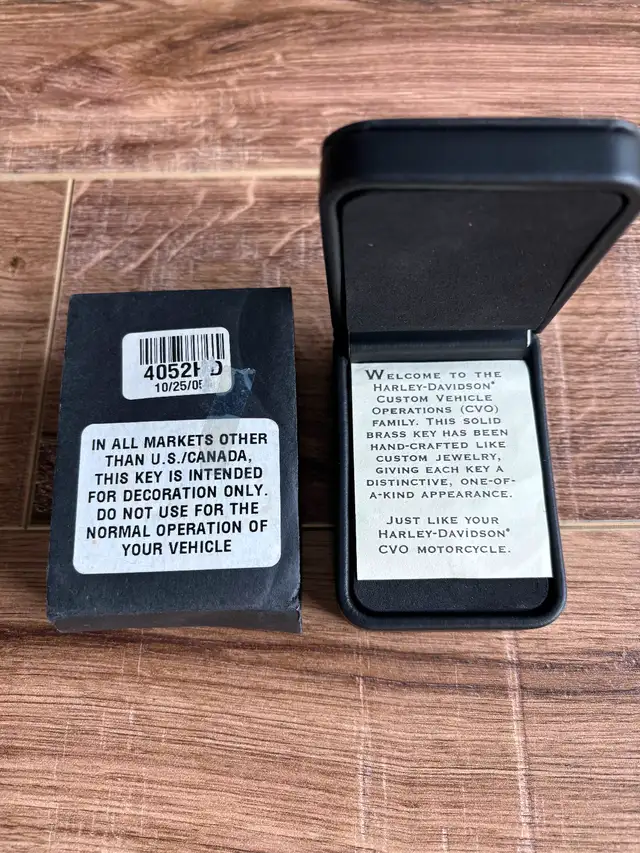 4052HD
10/25/05
IN ALL MARKETS OTHER
THAN U.S./CANADA,
THIS KEY IS INTENDED
FOR DECORATION ONLY.
DO NOT USE FOR THE
NORMAL OPERATION OF
YOUR VEHICLE
WELCOME TO THE
HARLEY-DAVIDSON®
CUSTOM VEHICLE
OPERATIONS (CVO)
FAMILY. THIS SOLID
BRASS KEY HAS BEEN
HAND-CRAFTED LIKE
CUSTOM JEWELRY,
GIVING EACH KEY A
DISTINCTIVE, ONE-OF-
A-KIND APPEARANCE.
JUST LIKE YOUR
HARLEY-DAVIDSON®
CVO MOTORCYCLE.